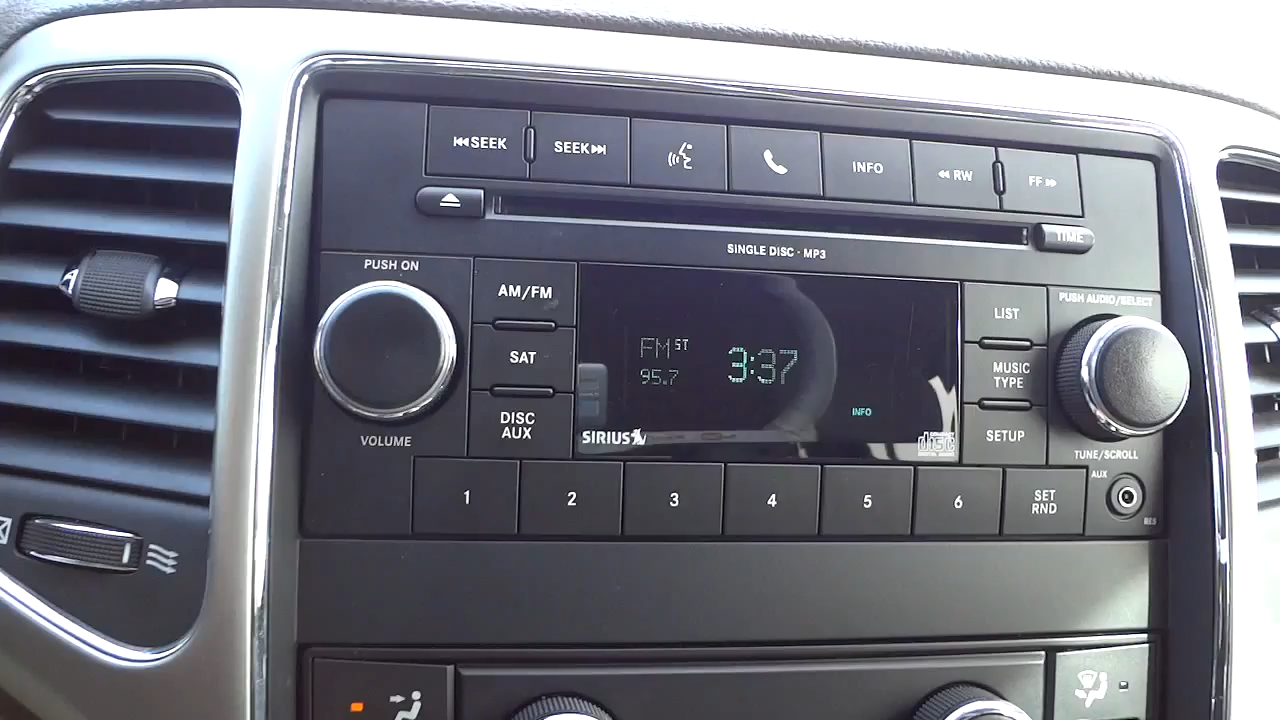 SEEK
SEEK
INFO
RW
FF
TIME
SINGLE DISC · MP3
PUSH ON
VOLUME
AM/FM
SAT
DISC
AUX
FM ST
95.7
3:37
INFO
SIRIUS
disc
LIST
MUSIC
TYPE
SETUP
PUSH AUDIO/SELECT
TUNE/SCROLL
AUX
1
2
3
4
5
6
SET
RND